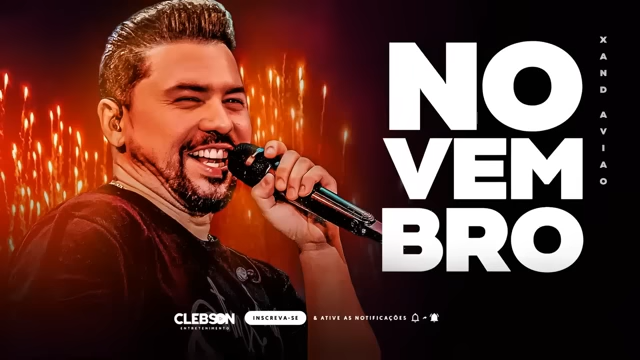 NO
VEM
BRO
XAND AVIAO
CLEBSON
ENTRETENIMENTO
INSCREVA-SE
& ATIVE AS NOTIFICAÇÕES